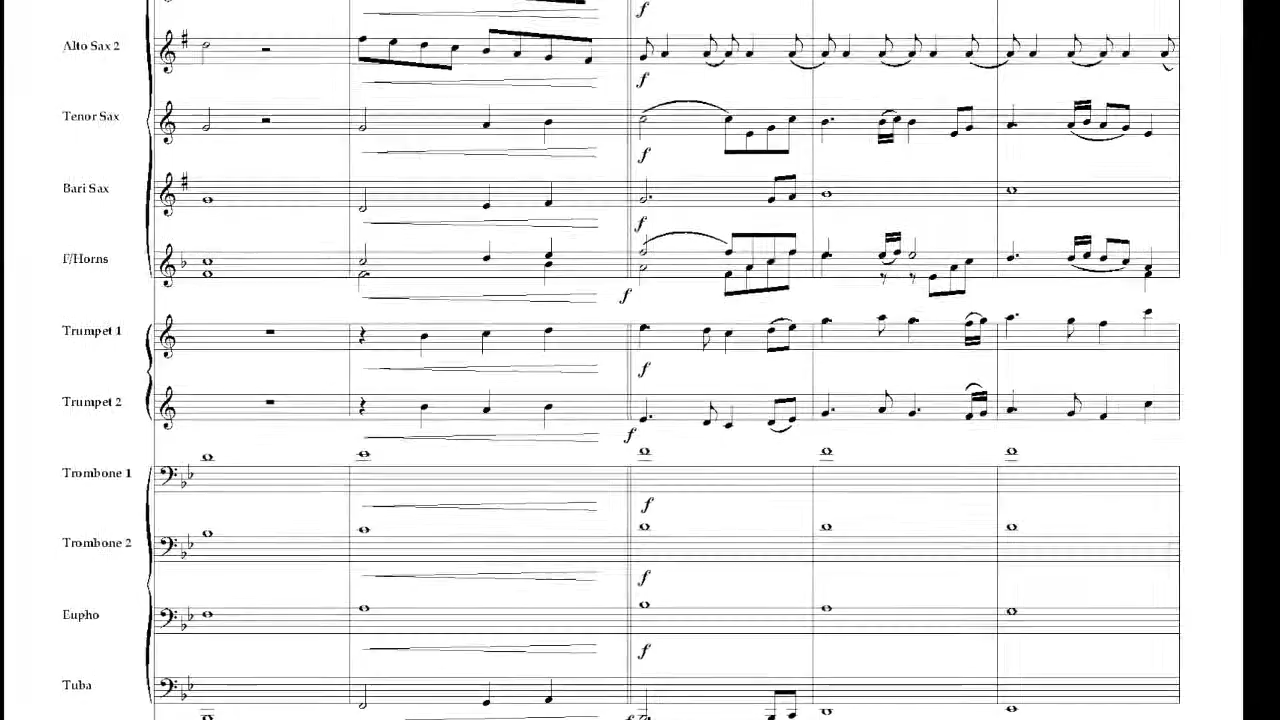 f
Alto Sax 2
f
Tenor Sax
f
Bari Sax
f
F/Horns
f
Trumpet 1
f
Trumpet 2
f
Trombone 1
f
Trombone 2
f
Eupho
f
Tuba
f